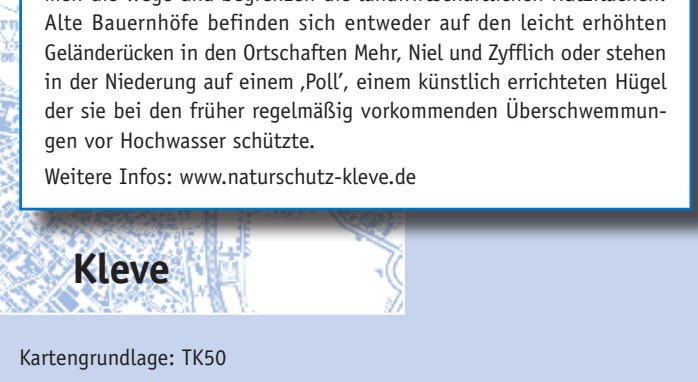 Alte Bauernhöfe befinden sich entweder auf den leicht erhöhten
Geländerücken in den Ortschaften Mehr, Niel und Zyfflich oder stehen
in der Niederung auf einem ‚Poll’, einem künstlich errichteten Hügel
der sie bei den früher regelmäßig vorkommenden Überschwemmun-
gen vor Hochwasser schützte.
Weitere Infos: www.naturschutz-kleve.de
Kleve
Kartengrundlage: TK50